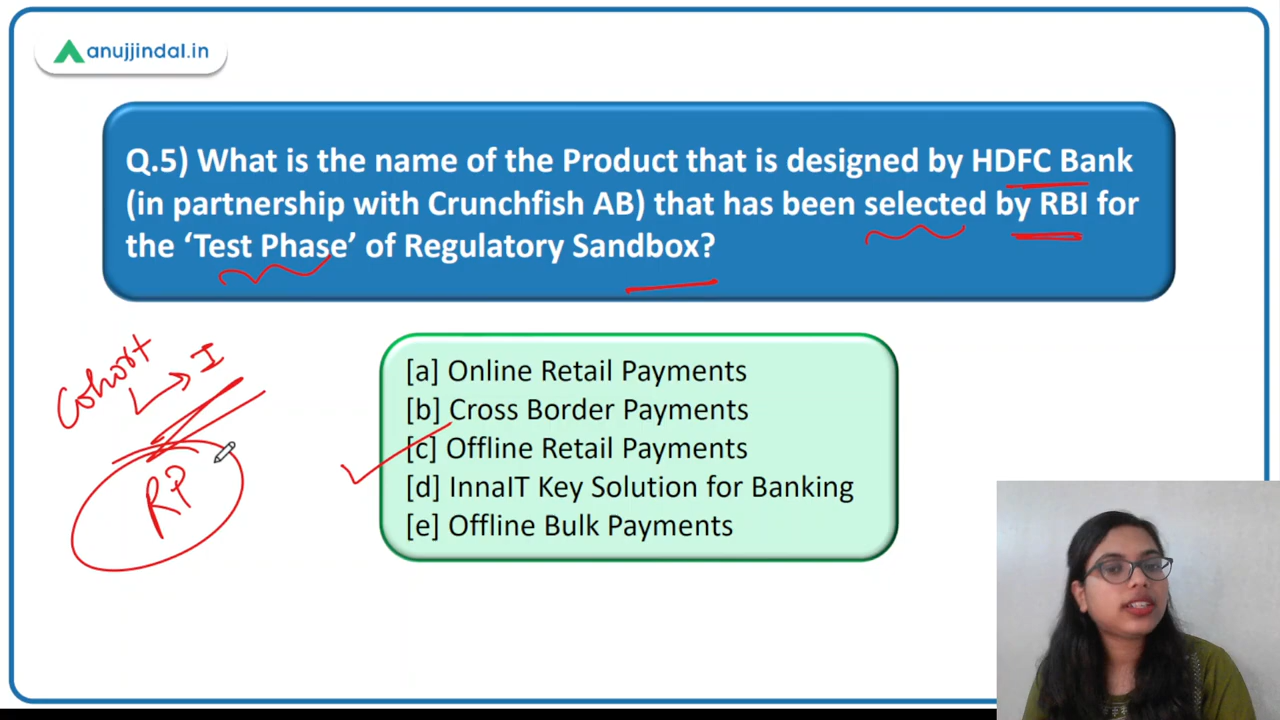 anujjindal.in
Q.5) What is the name of the Product that is designed by HDFC Bank
(in partnership with Crunchfish AB) that has been selected by RBI for
the ‘Test Phase’ of Regulatory Sandbox?
Cohort
I
RP
[a] Online Retail Payments
[b] Cross Border Payments
[c] Offline Retail Payments
[d] InnaIT Key Solution for Banking
[e] Offline Bulk Payments